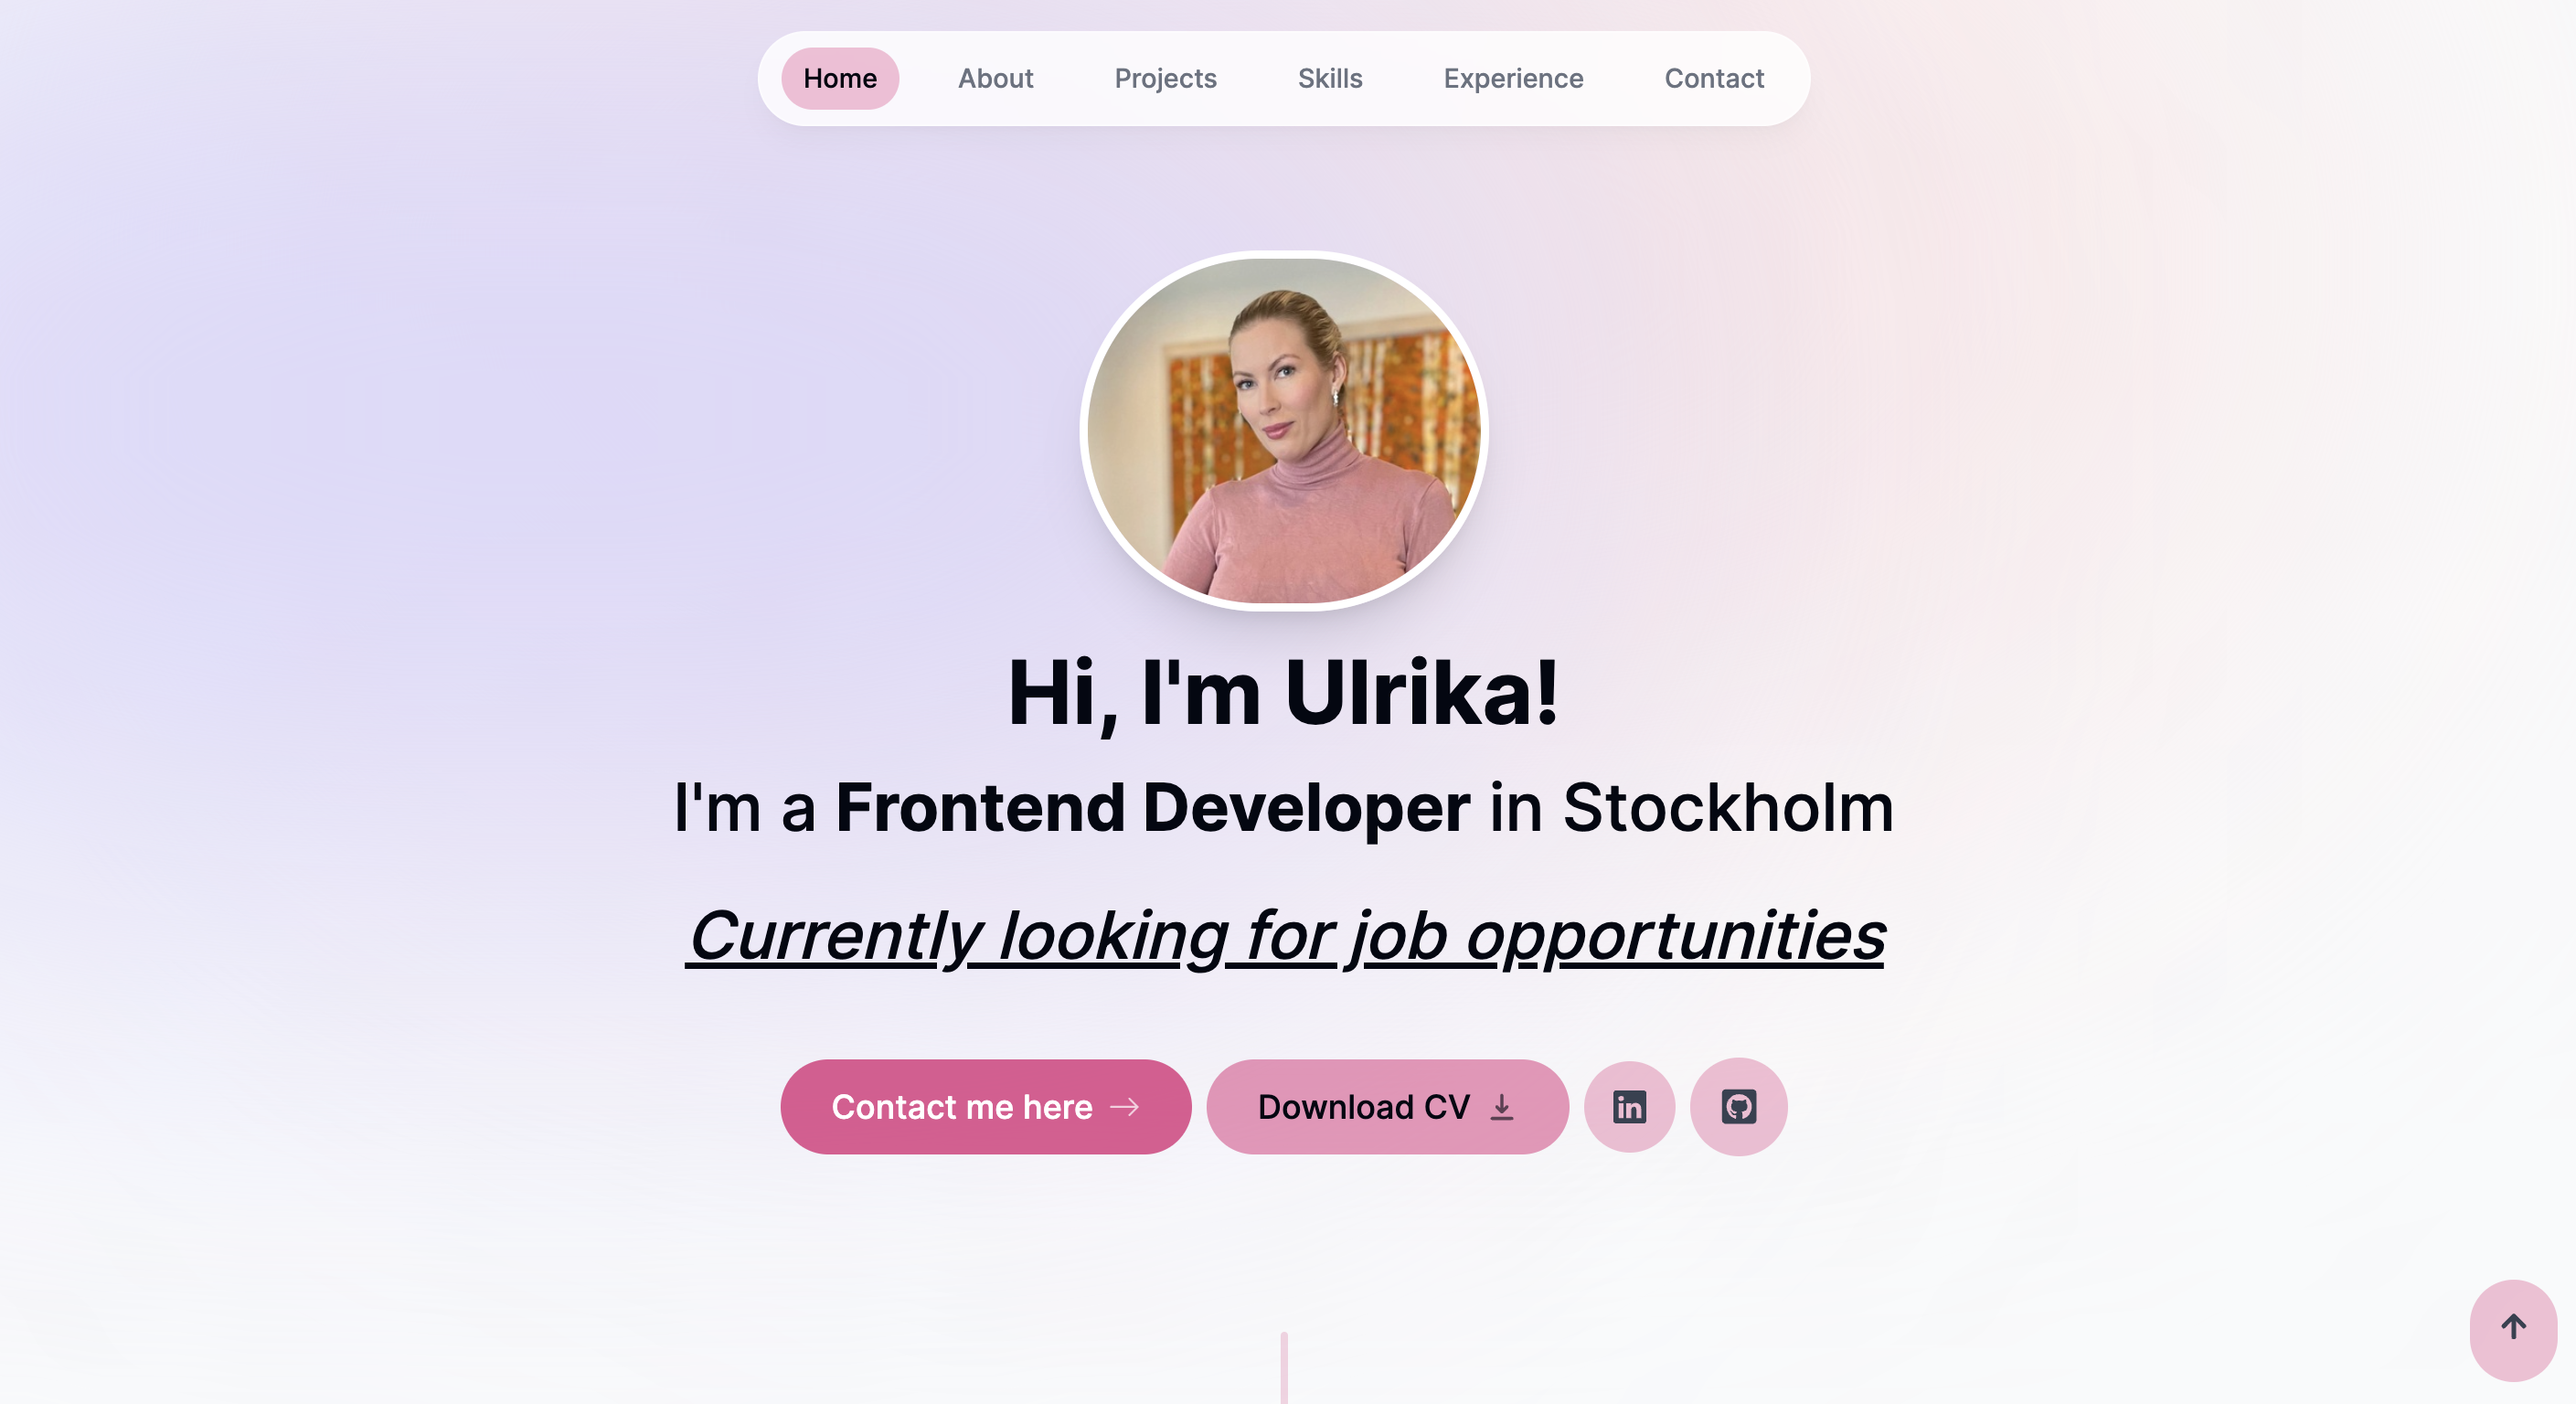 Home About Projects Skills Experience Contact
Hi, I'm Ulrika!
I'm a Frontend Developer in Stockholm
Currently looking for job opportunities
Contact me here Download CV in